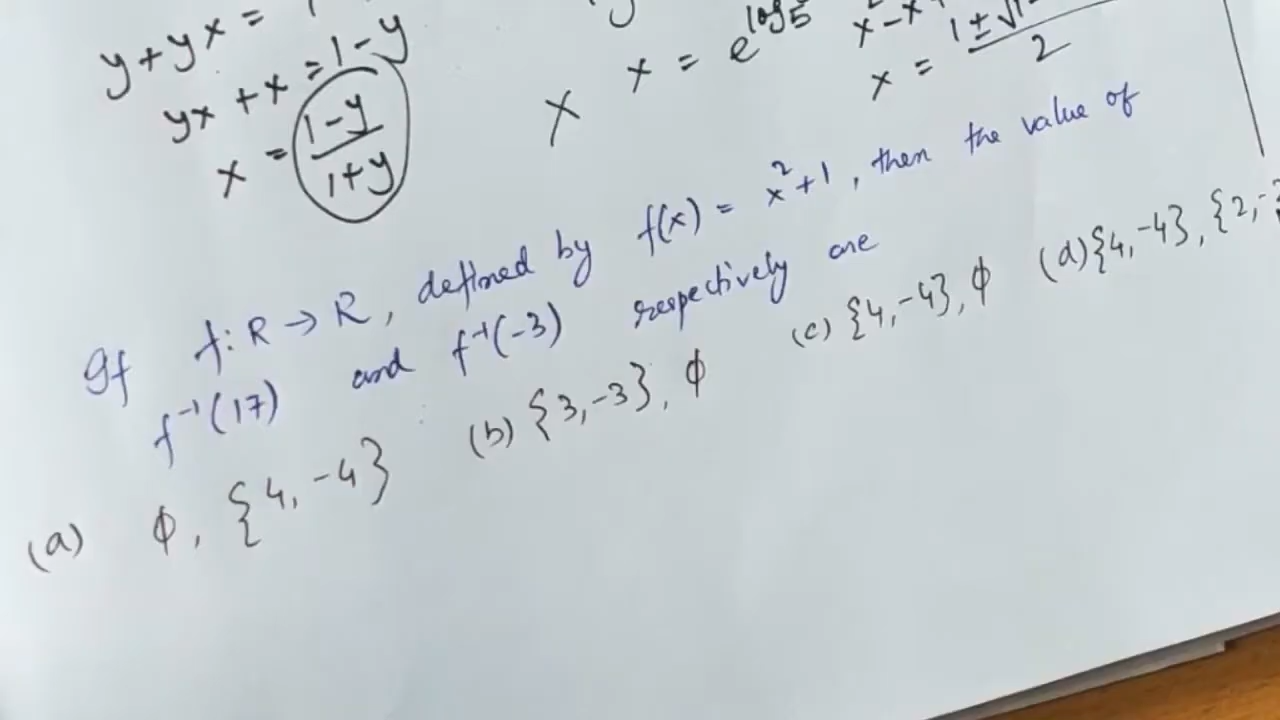 y+yx =
yx +x = 1-y
x = 1-y / 1+y
x x = e^log5
x = 1±√1- / 2
If f: R → R, defined by f(x) = x²+1, then the value of
f⁻¹(17) and f⁻¹(-3) respectively are
(a) ϕ, {4, -4} (b) {3,-3}, ϕ (c) {4,-4}, ϕ (d) {4,-4}, {2,-